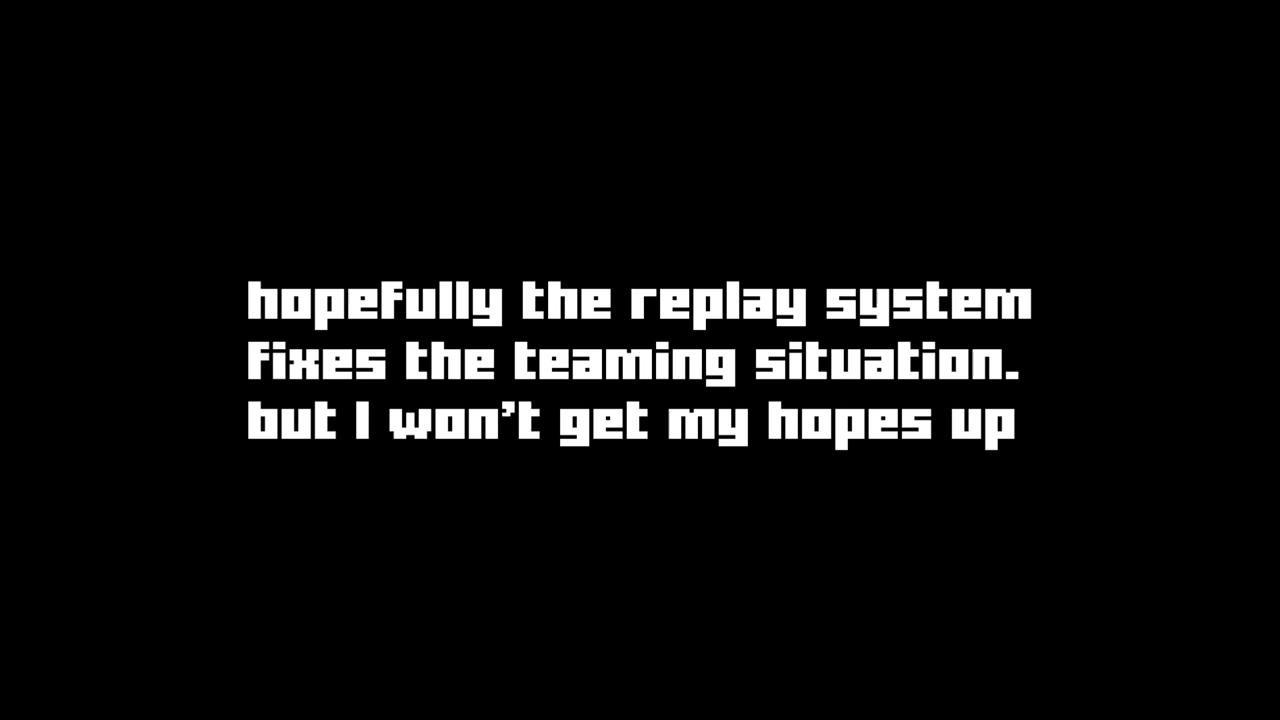 hopefully the replay system
fixes the teaming situation.
but I won't get my hopes up